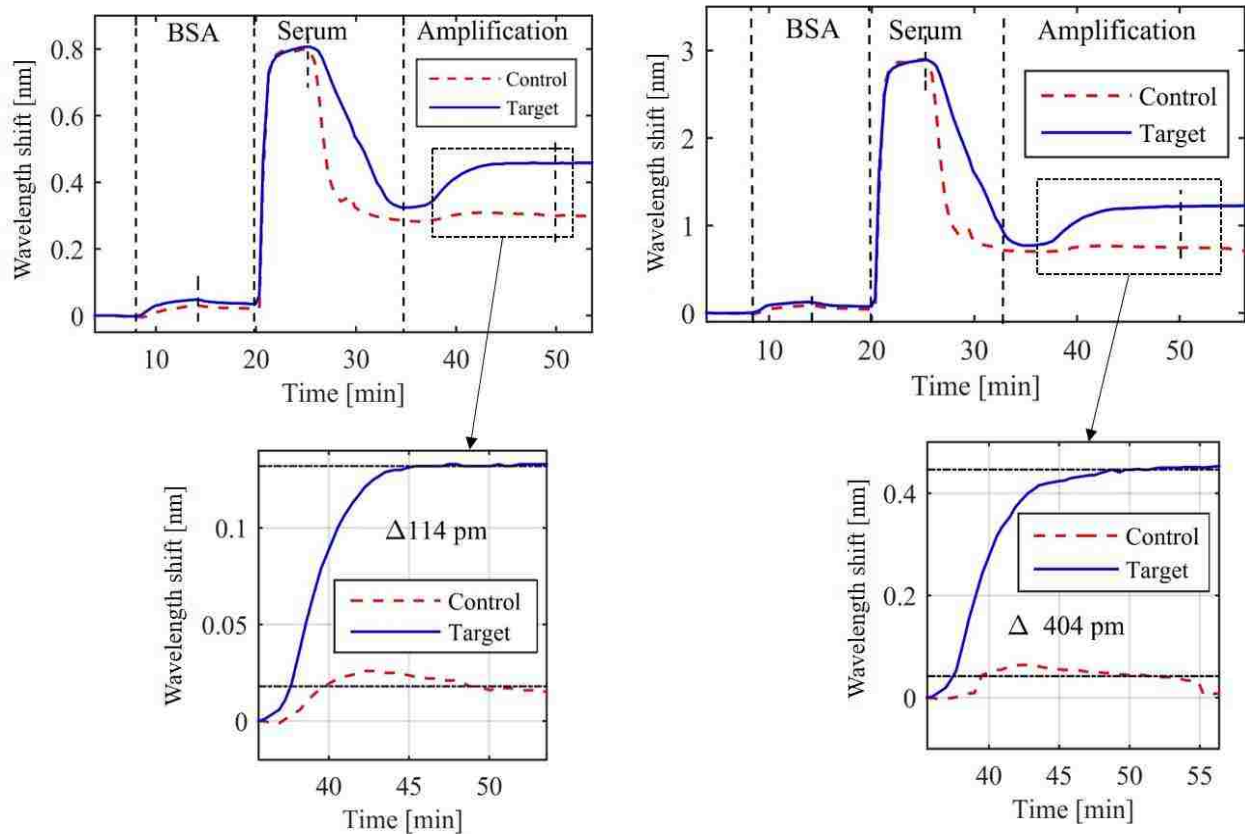 BSA
Serum
Amplification
Control
Target
Wavelength shift [nm]
0.8
0.6
0.4
0.2
0
10
20
30
40
50
Time [min]
BSA
Serum
Amplification
Control
Target
Wavelength shift [nm]
3
2
1
0
10
20
30
40
50
Time [min]
Wavelength shift [nm]
0.1
0.05
0
Δ114 pm
Control
Target
40
45
50
Time [min]
Wavelength shift [nm]
0.4
0.2
0
Control
Target
Δ 404 pm
40
45
50
55
Time [min]